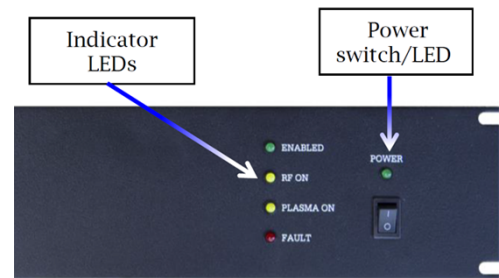 Indicator
LEDs
Power
switch/LED
ENABLED
POWER
RF ON
PLASMA ON
FAULT
I
O